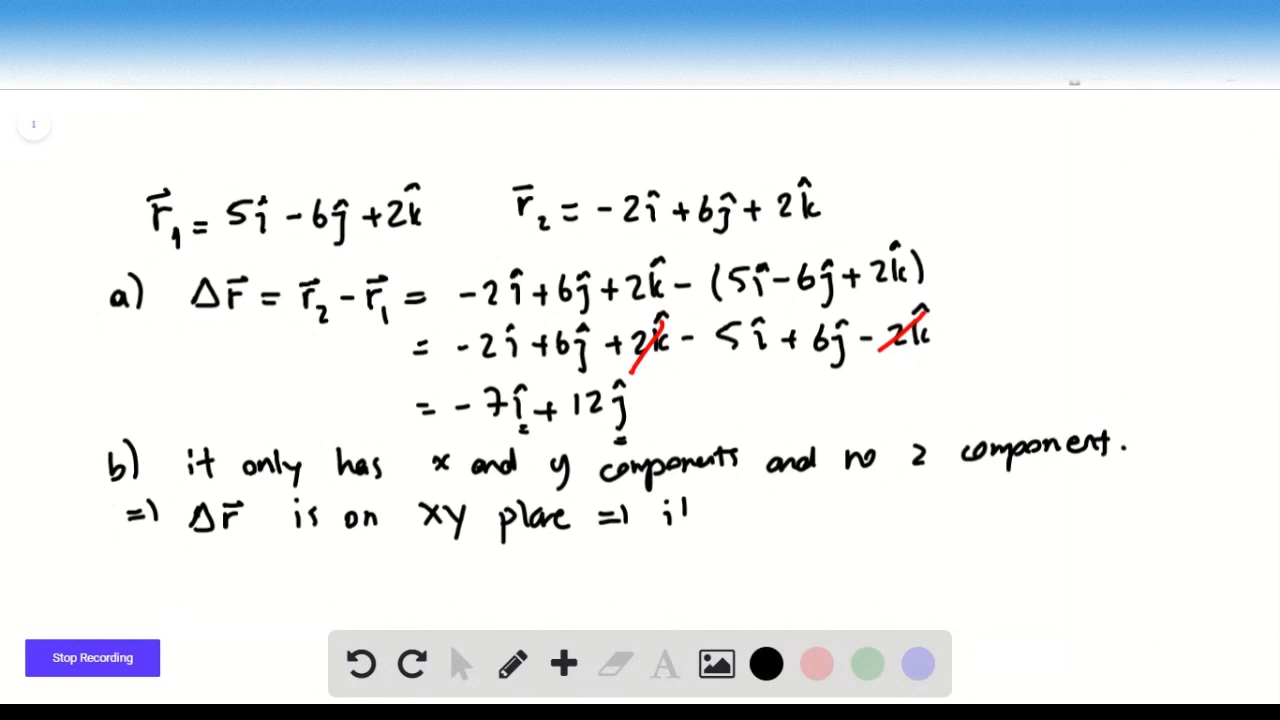 1
r⃗₁ = 5î - 6ĵ + 2k̂ r⃗₂ = - 2î + 6ĵ + 2k̂
a) Δr⃗ = r⃗₂ - r⃗₁ = - 2î + 6ĵ + 2k̂ - (5î - 6ĵ + 2k̂)
= - 2î + 6ĵ + 2k̂ - 5î + 6ĵ - 2k̂
= - 7î + 12ĵ
b) it only has x and y components and no z component.
=) Δr⃗ is on xy plane =)
Stop Recording
A